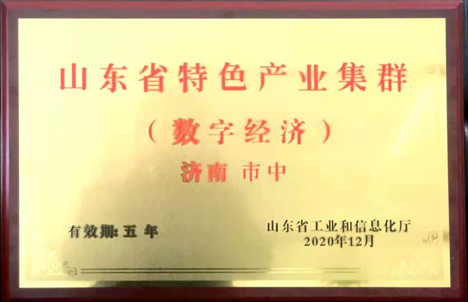 山东省特色产业集群
（数字经济）
济南 市中
有效期:五 年
山东省工业和信息化厅
2020年12月